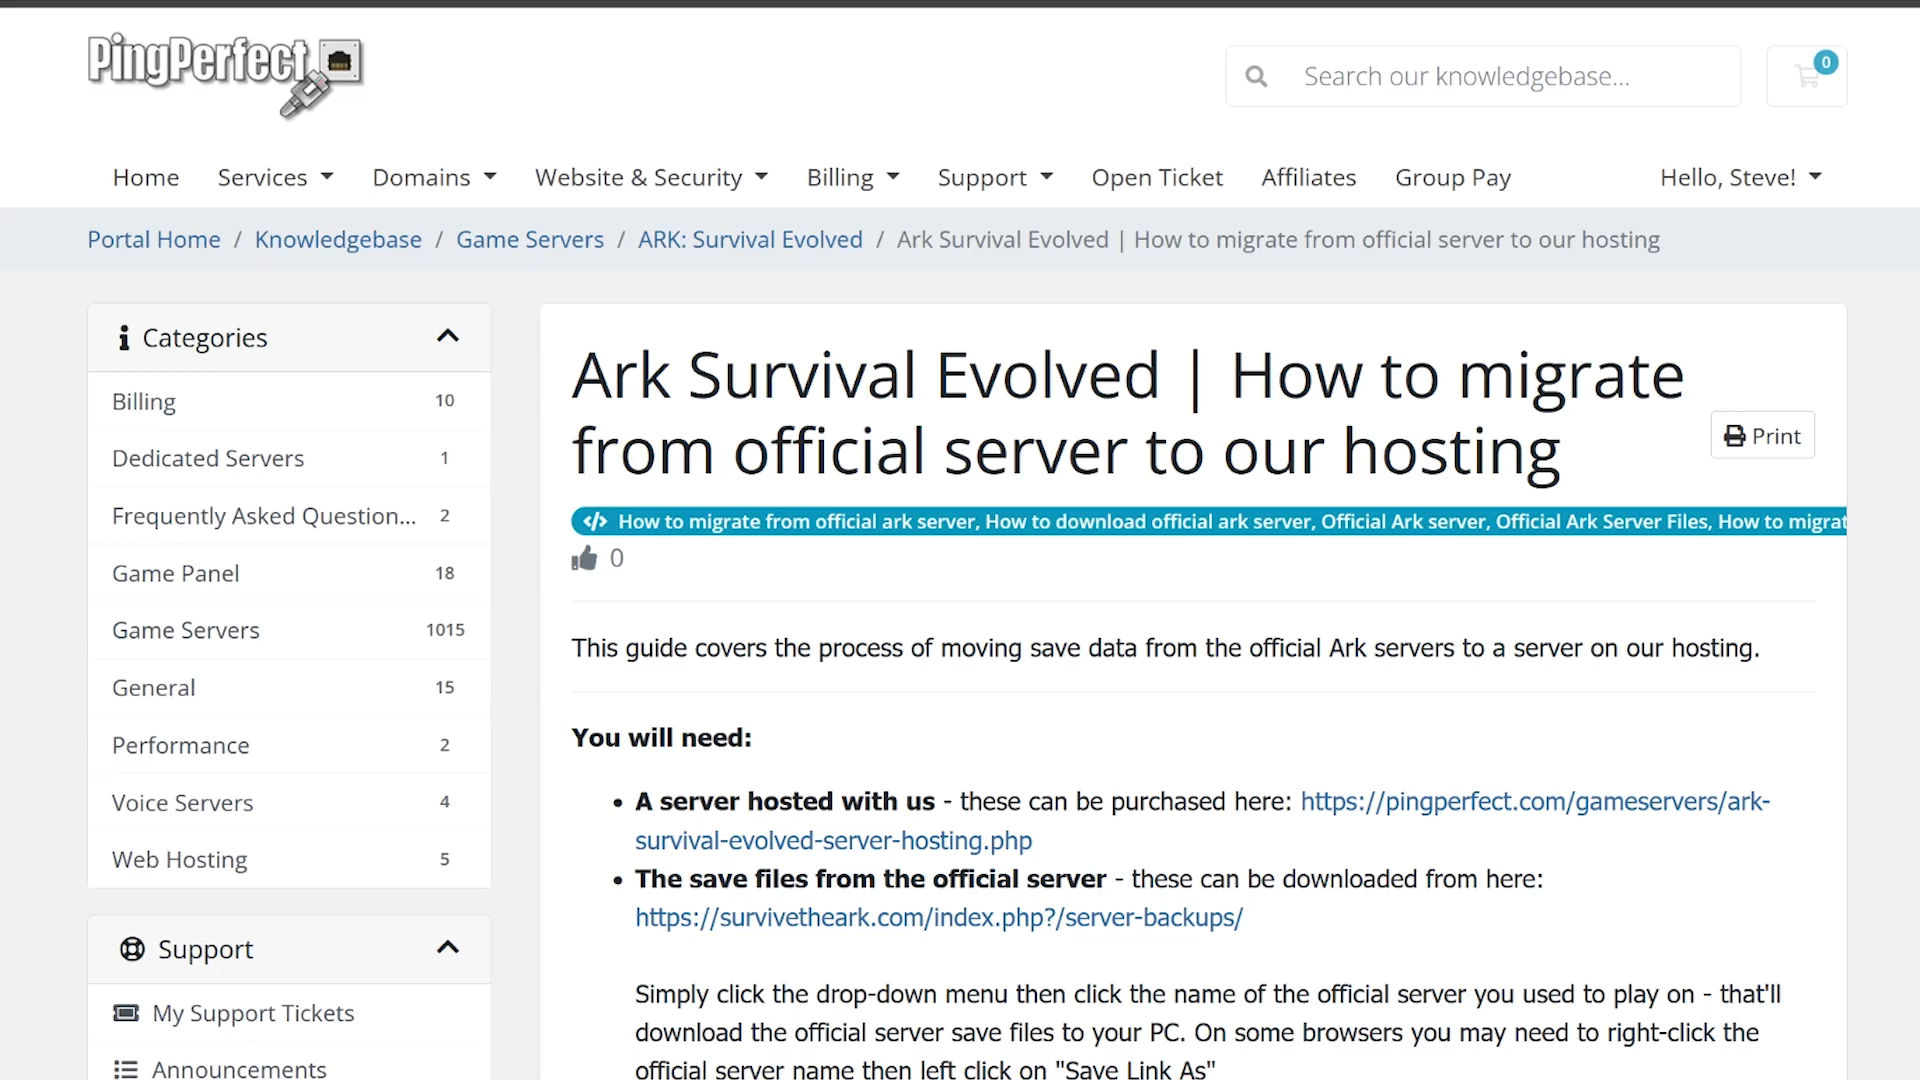 PingPerfect
Search our knowledgebase...
0
Home
Services
Domains
Website & Security
Billing
Support
Open Ticket
Affiliates
Group Pay
Hello, Steve!
Portal Home / Knowledgebase / Game Servers / ARK: Survival Evolved / Ark Survival Evolved | How to migrate from official server to our hosting
Categories
Billing 10
Dedicated Servers 1
Frequently Asked Question... 2
Game Panel 18
Game Servers 1015
General 15
Performance 2
Voice Servers 4
Web Hosting 5
Support
My Support Tickets
Announcements
Ark Survival Evolved | How to migrate
from official server to our hosting
Print
How to migrate from official ark server, How to download official ark server, Official Ark server, Official Ark Server Files, How to migrat
0
This guide covers the process of moving save data from the official Ark servers to a server on our hosting.
You will need:
• A server hosted with us - these can be purchased here: https://pingperfect.com/gameservers/ark-
survival-evolved-server-hosting.php
• The save files from the official server - these can be downloaded from here:
https://survivetheark.com/index.php?/server-backups/
Simply click the drop-down menu then click the name of the official server you used to play on - that'll
download the official server save files to your PC. On some browsers you may need to right-click the
official server name then left click on "Save Link As"